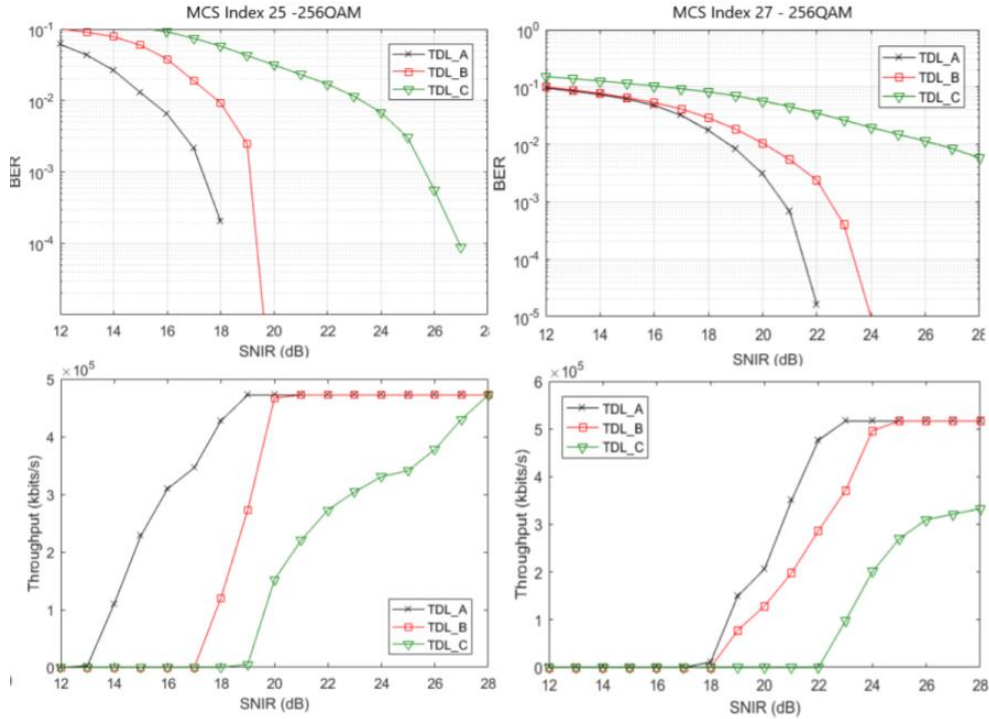 MCS Index 25 -256QAM
10^-1
10^-2
10^-3
10^-4
BER
TDL_A
TDL_B
TDL_C
12 14 16 18 20 22 24 26 2
SNIR (dB)
MCS Index 27 - 256QAM
10^0
10^-1
10^-2
10^-3
10^-4
10^-5
BER
TDL_A
TDL_B
TDL_C
12 14 16 18 20 22 24 26 28
SNIR (dB)
× 10^5
5
4
3
2
1
0
Throughput (kbits/s)
TDL_A
TDL_B
TDL_C
12 14 16 18 20 22 24 26 28
SNIR (dB)
× 10^5
6
5
4
3
2
1
0
Throughput (kbits/s)
TDL_A
TDL_B
TDL_C
12 14 16 18 20 22 24 26 28
SNIR (dB)